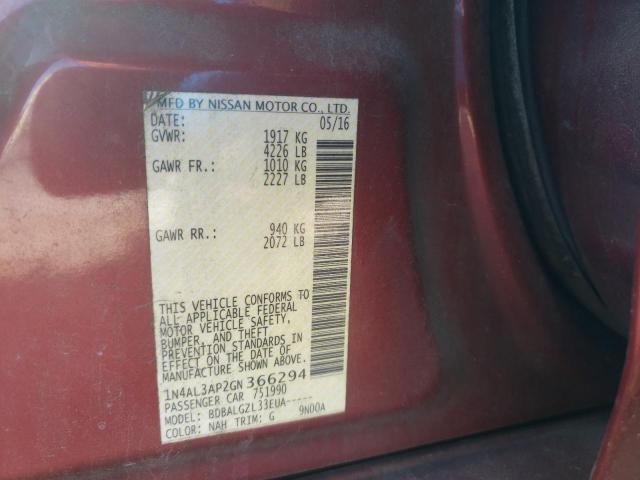 MFD BY NISSAN MOTOR CO., LTD.
DATE: 05/16
GVWR: 1917 KG
4226 LB
GAWR FR.: 1010 KG
2227 LB
GAWR RR.: 940 KG
2072 LB
THIS VEHICLE CONFORMS TO
ALL APPLICABLE FEDERAL
MOTOR VEHICLE SAFETY,
BUMPER, AND THEFT
PREVENTION STANDARDS IN
EFFECT ON THE DATE OF
1N4AL3AP2GN366294
PASSENGER CAR 751990
MODEL: BDBALGZL33EUA-----
COLOR: NAH TRIM: G 9N00A